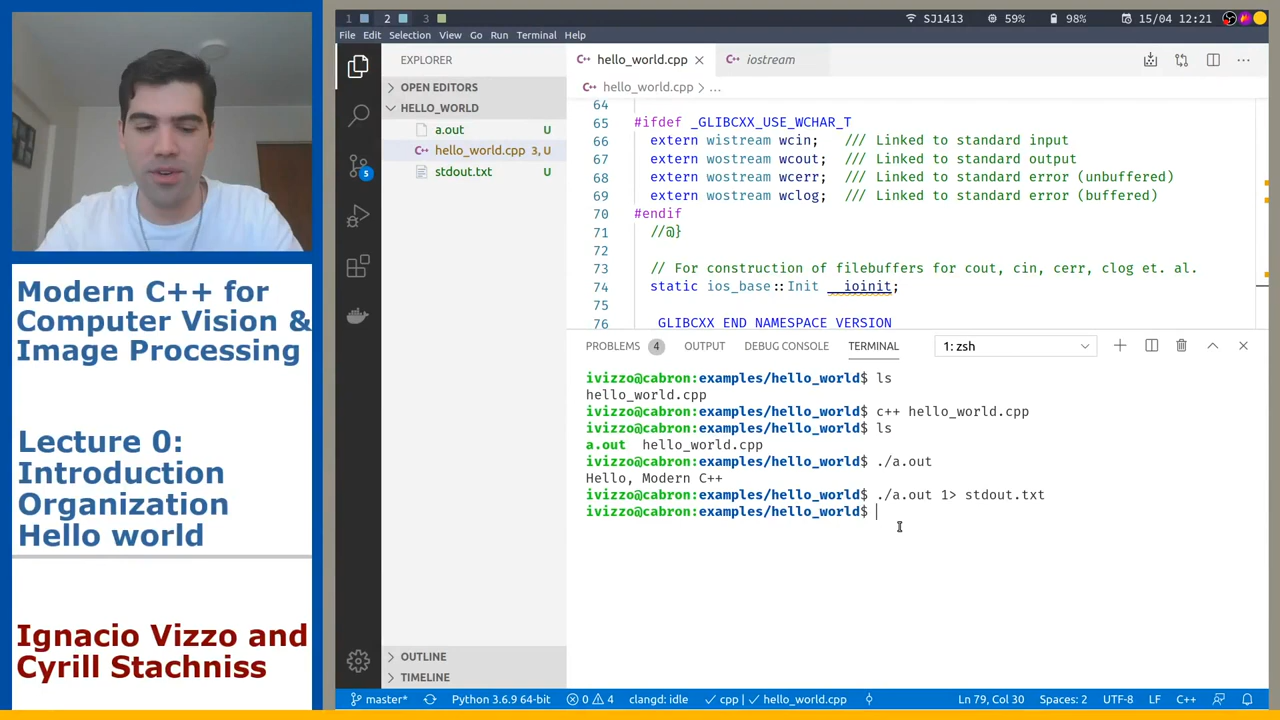 1 2 3
SJ1413 59% 98% 15/04 12:21
File Edit Selection View Go Run Terminal Help
EXPLORER
OPEN EDITORS
HELLO_WORLD
a.out U
hello_world.cpp 3, U
stdout.txt U
OUTLINE
TIMELINE
5
hello_world.cpp
iostream
hello_world.cpp > ...
64
65 #ifdef _GLIBCXX_USE_WCHAR_T
66 extern wistream wcin; /// Linked to standard input
67 extern wostream wcout; /// Linked to standard output
68 extern wostream wcerr; /// Linked to standard error (unbuffered)
69 extern wostream wclog; /// Linked to standard error (buffered)
70 #endif
71 //@}
72
73 // For construction of filebuffers for cout, cin, cerr, clog et. al.
74 static ios_base::Init __ioinit;
75
76 _GLIBCXX_END_NAMESPACE_VERSION
PROBLEMS 4 OUTPUT DEBUG CONSOLE TERMINAL 1: zsh
ivizzo@cabron:examples/hello_world$ ls
hello_world.cpp
ivizzo@cabron:examples/hello_world$ c++ hello_world.cpp
ivizzo@cabron:examples/hello_world$ ls
a.out hello_world.cpp
ivizzo@cabron:examples/hello_world$ ./a.out
Hello, Modern C++
ivizzo@cabron:examples/hello_world$ ./a.out 1> stdout.txt
ivizzo@cabron:examples/hello_world$
master* Python 3.6.9 64-bit 0 4 clangd: idle cpp | hello_world.cpp Ln 79, Col 30 Spaces: 2 UTF-8 LF C++
Modern C++ for
Computer Vision &
Image Processing
Lecture 0:
Introduction
Organization
Hello world
Ignacio Vizzo and
Cyrill Stachniss